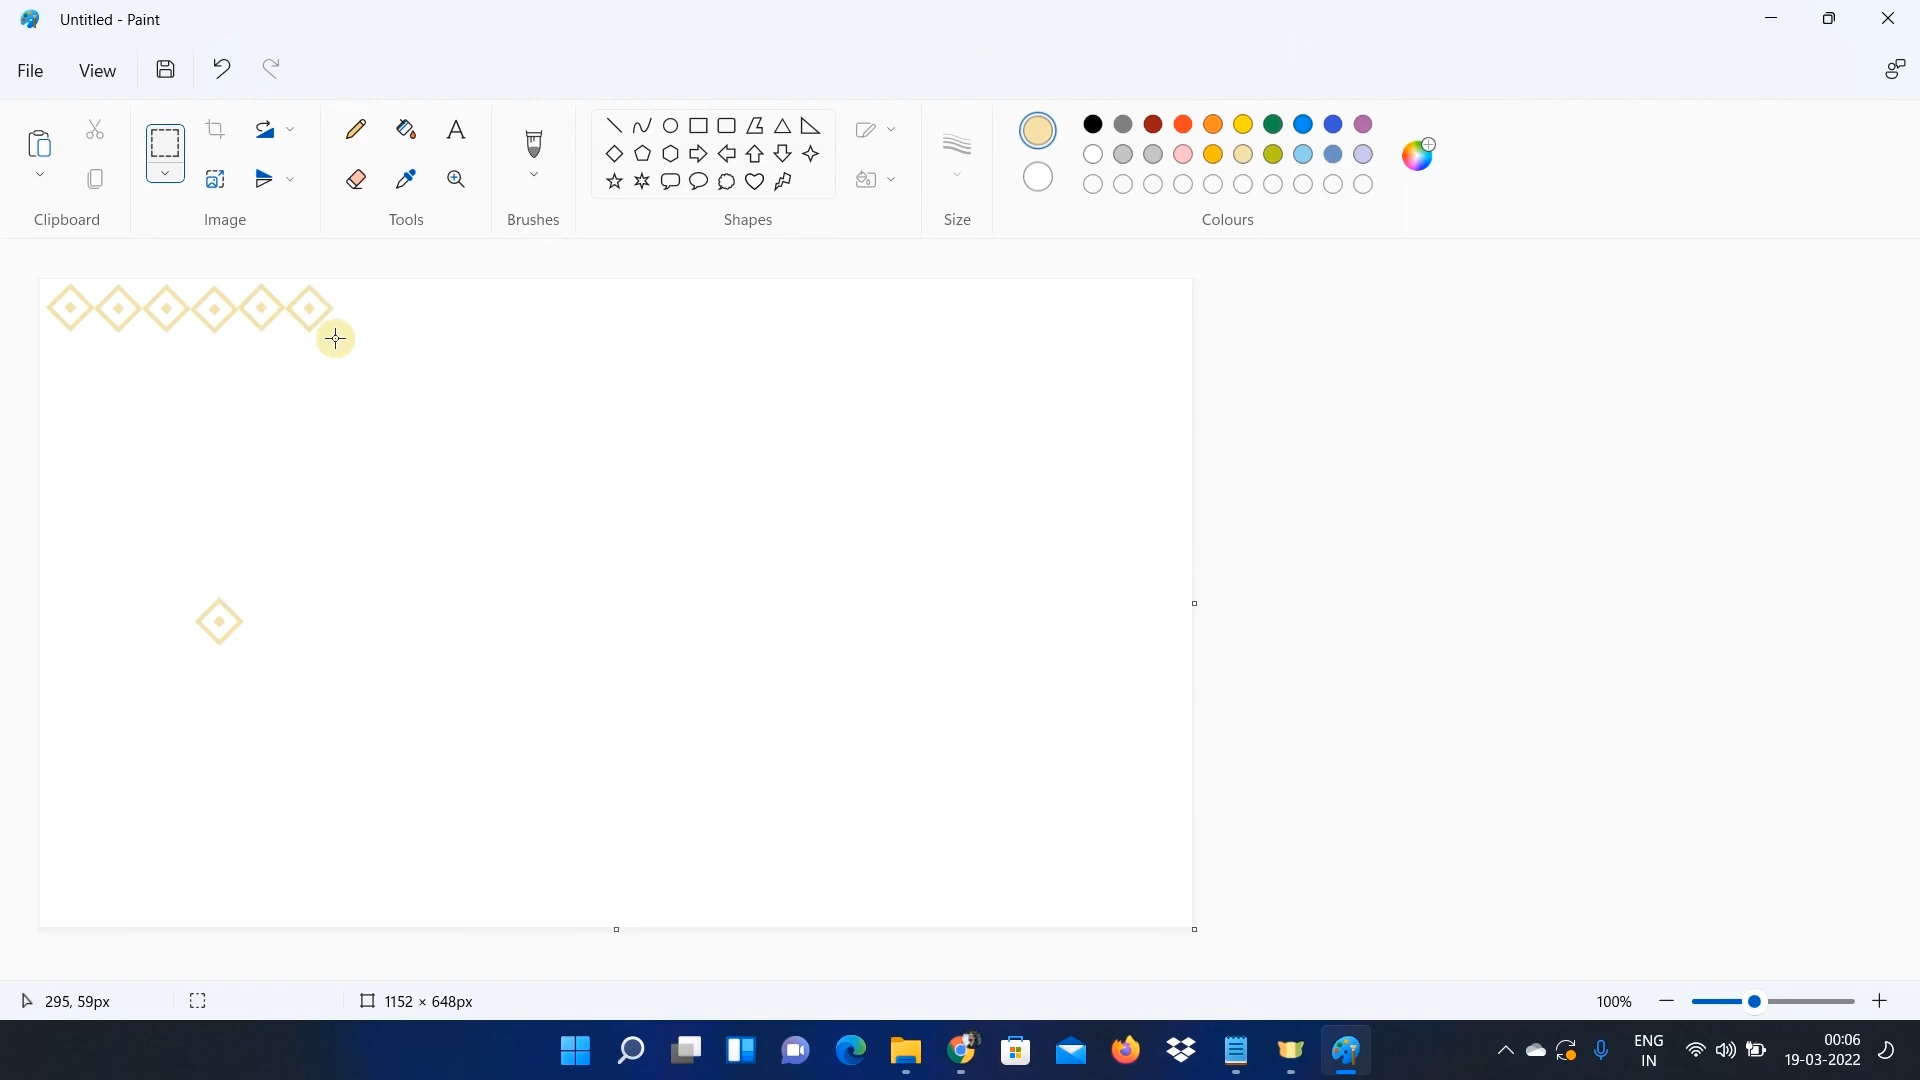 Untitled - Paint
File View
Clipboard Image Tools Brushes Shapes Size Colours
295, 59px 1152 × 648px 100%
ENG
IN
00:06
19-03-2022